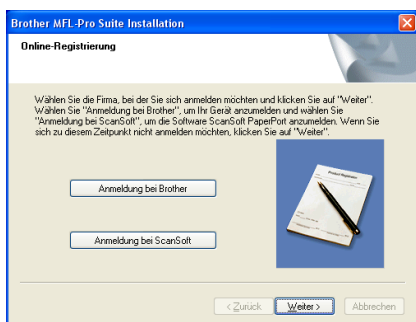 Brother MFL-Pro Suite Installation
Online-Registrierung
Wählen Sie die Firma, bei der Sie sich anmelden möchten und klicken Sie auf "Weiter".
Wählen Sie "Anmeldung bei Brother", um Ihr Gerät anzumelden und wählen Sie
"Anmeldung bei ScanSoft", um die Software ScanSoft PaperPort anzumelden. Wenn Sie
sich zu diesem Zeitpunkt nicht anmelden möchten, klicken Sie auf "Weiter".
Anmeldung bei Brother
Product Registration
Anmeldung bei ScanSoft
< Zurück
Weiter >
Abbrechen